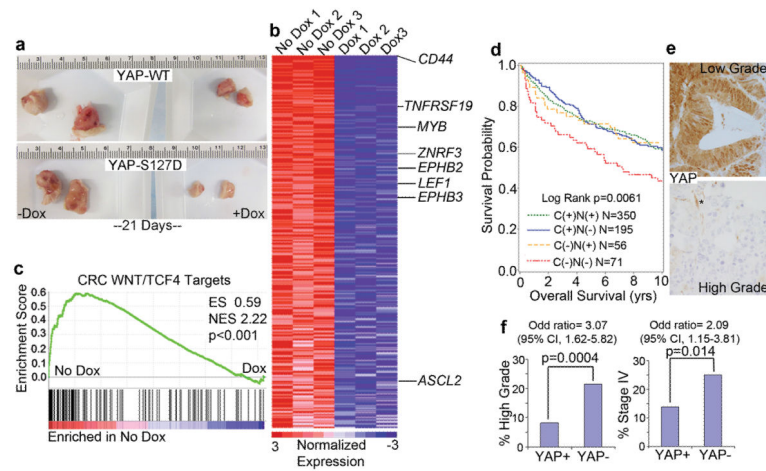 a
YAP-WT
YAP-S127D
-Dox
+Dox
--21 Days--
b
No Dox 1
No Dox 2
No Dox 3
Dox 1
Dox 2
Dox3
CD44
TNFRSF19
MYB
ZNRF3
EPHB2
LEF1
EPHB3
ASCL2
3
Normalized
Expression
-3
c
CRC WNT/TCF4 Targets
Enrichment Score
0.6
0.5
0.4
0.3
0.2
0.1
0.0
ES 0.59
NES 2.22
p<0.001
No Dox
Dox
Enriched in No Dox
d
Survival Probability
1.0
0.8
0.6
0.4
0.2
0.0
Log Rank p=0.0061
C(+)N(+) N=350
C(+)N(-) N=195
C(-)N(+) N=56
C(-)N(-) N=71
0 2 4 6 8 10
Overall Survival (yrs)
e
Low Grade
YAP
*
High Grade
f
Odd ratio= 3.07
(95% CI, 1.62-5.82)
p=0.0004
% High Grade
30
20
10
0
YAP+ YAP-
Odd ratio= 2.09
(95% CI, 1.15-3.81)
p=0.014
% Stage IV
30
20
10
0
YAP+ YAP-